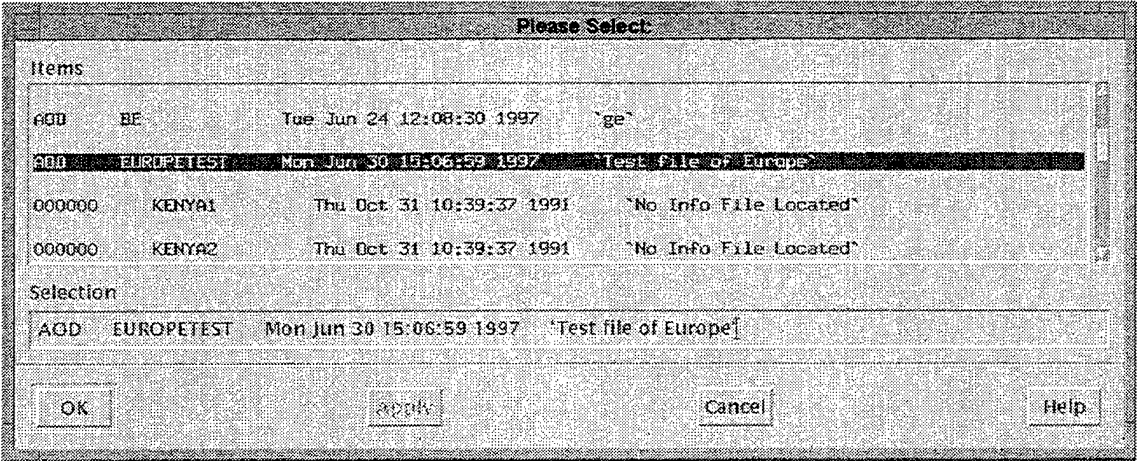 Please Select:
Items
AOD BE Tue Jun 24 12:08:30 1997 `ge`
AOD EUROPETEST Mon Jun 30 15:06:59 1997 `Test file of Europe`
000000 KENYA1 Thu Oct 31 10:39:37 1991 `No Info File Located`
000000 KENYA2 Thu Oct 31 10:39:37 1991 `No Info File Located`
Selection
AOD EUROPETEST Mon Jun 30 15:06:59 1997 `Test file of Europe`
OK Apply Cancel Help